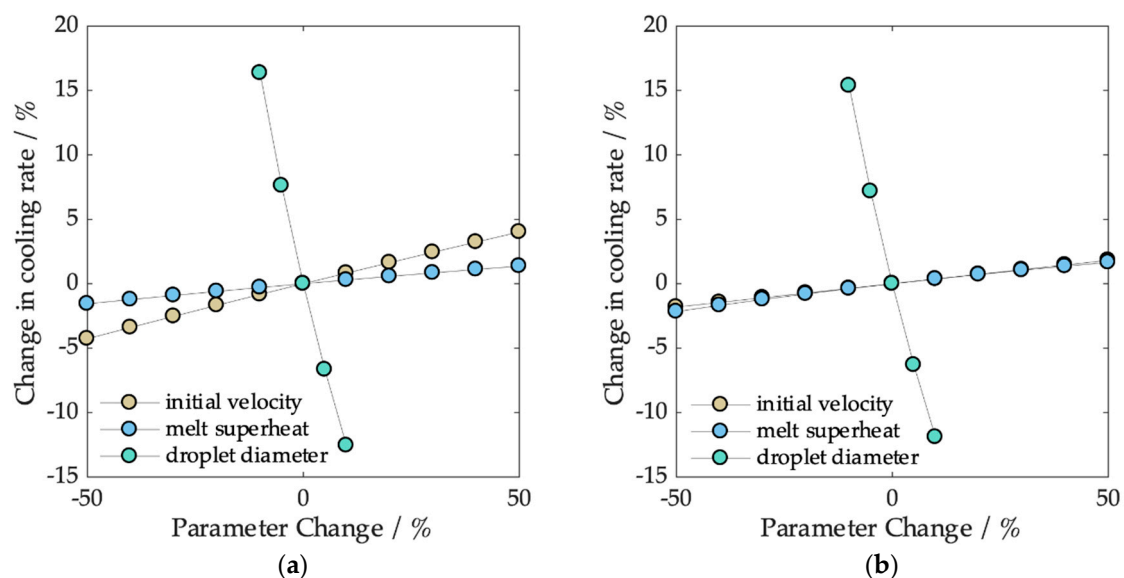 20
15
10
5
0
-5
-10
-15
Change in cooling rate / %
initial velocity
melt superheat
droplet diameter
-50
0
50
Parameter Change / %
(a)
20
15
10
5
0
-5
-10
-15
Change in cooling rate / %
initial velocity
melt superheat
droplet diameter
-50
0
50
Parameter Change / %
(b)